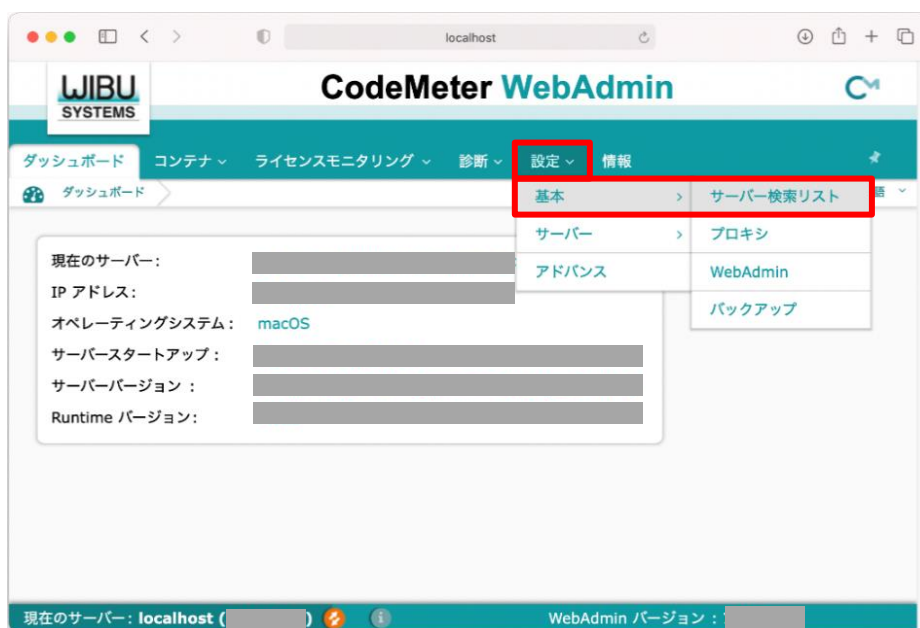 localhost
WIBU
SYSTEMS
CodeMeter WebAdmin
ダッシュボード コンテナ ライセンスモニタリング 診断 設定 情報
ダッシュボード
語
基本
サーバー
アドバンス
サーバー検索リスト
プロキシ
WebAdmin
バックアップ
現在のサーバー:
IP アドレス:
オペレーティングシステム: macOS
サーバースタートアップ:
サーバーバージョン :
Runtime バージョン:
現在のサーバー: localhost ( ) WebAdmin バージョン :